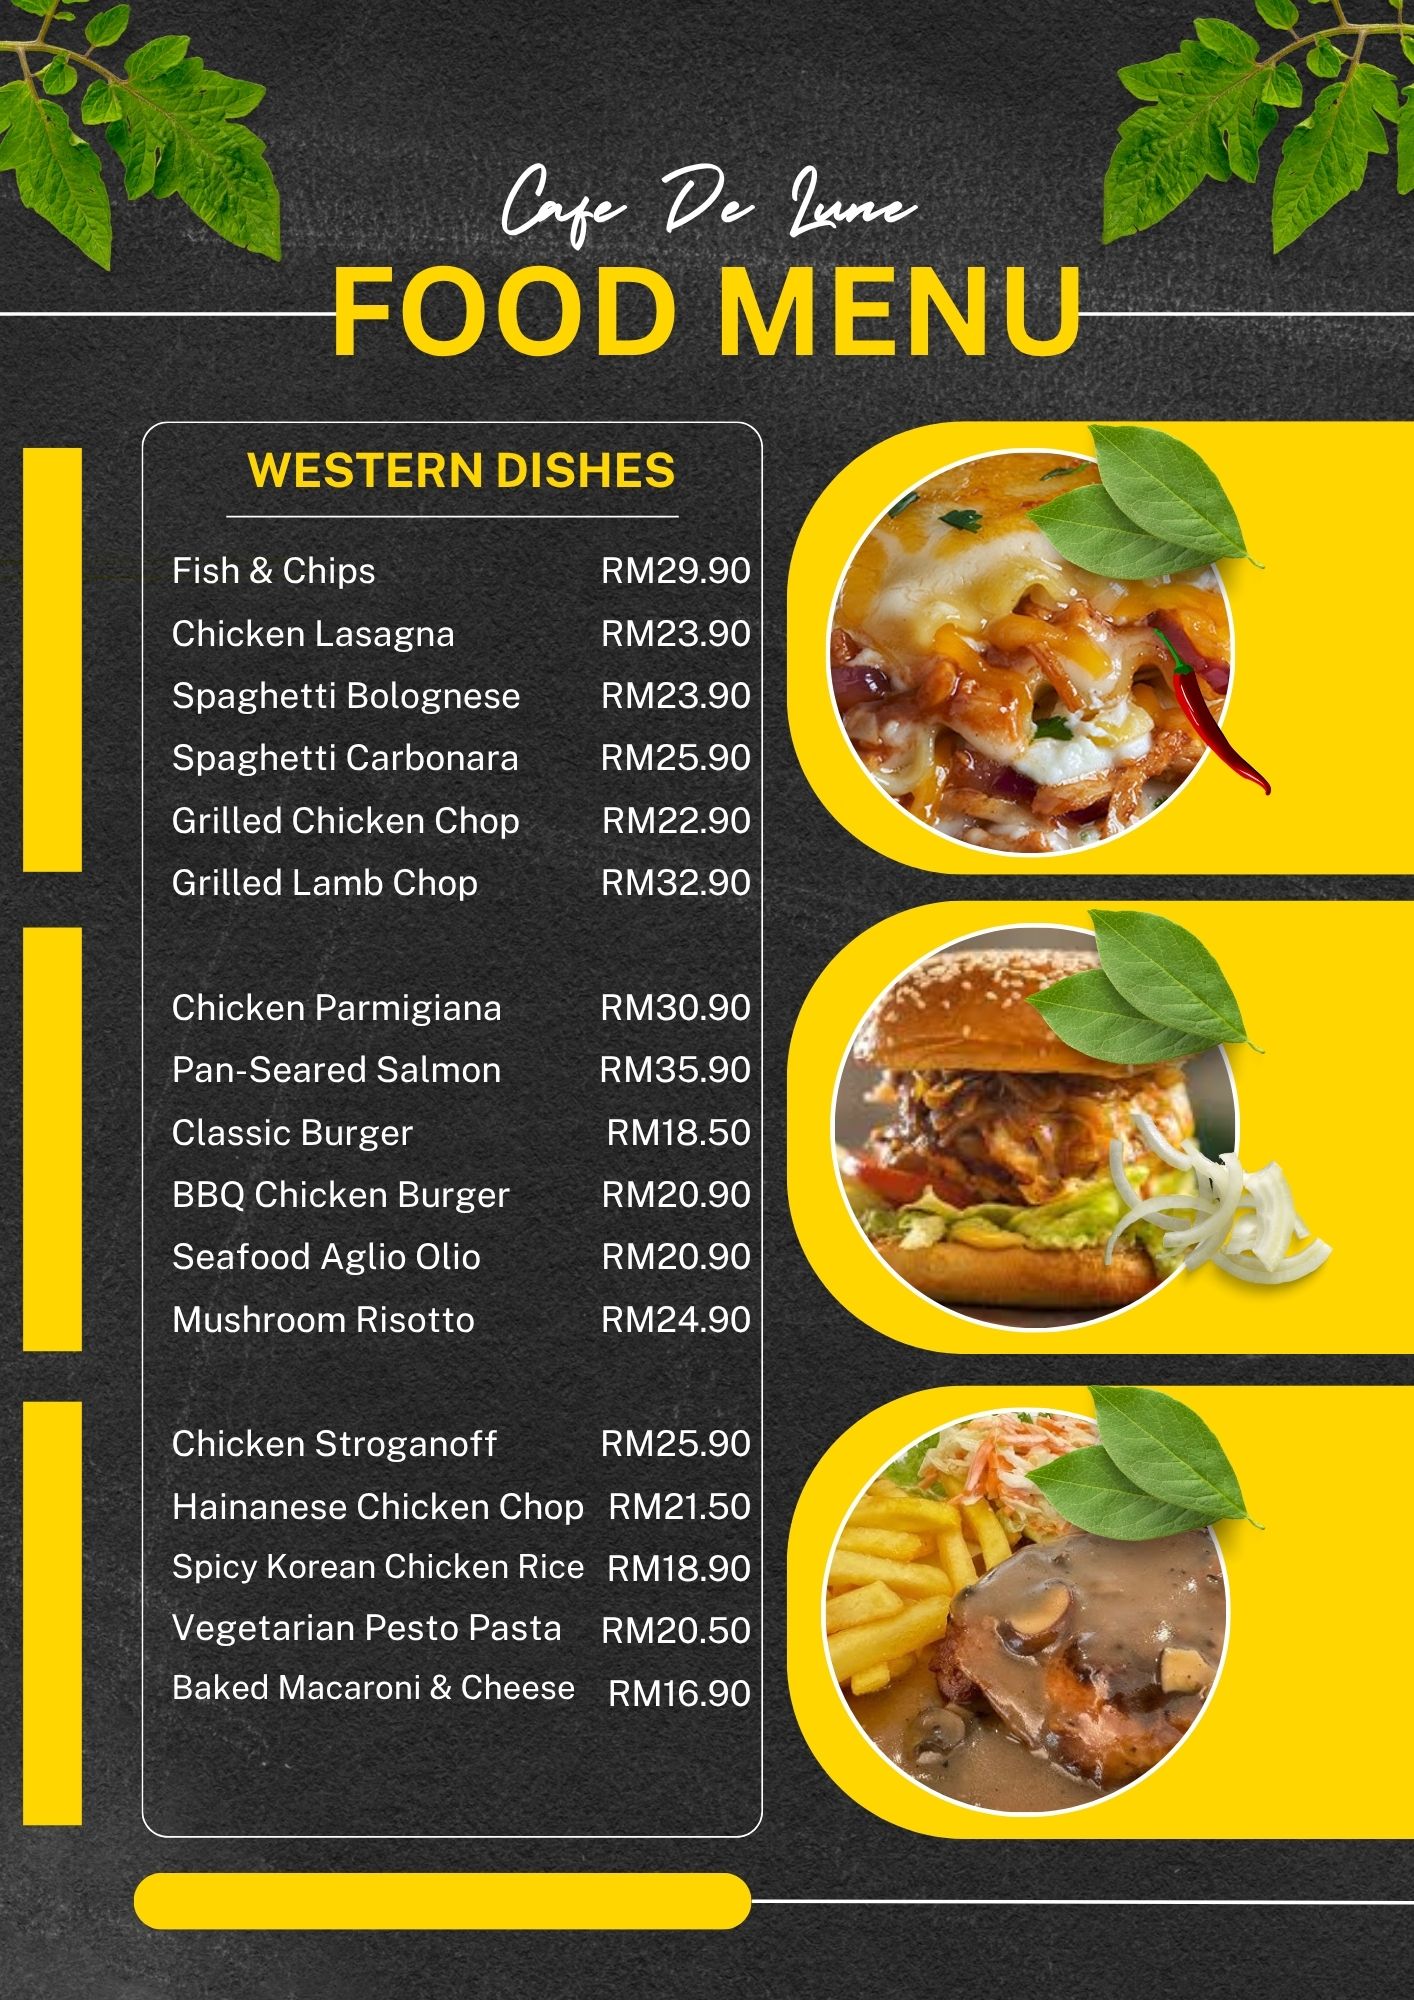 Cafe De Lune
FOOD MENU
WESTERN DISHES
Fish & Chips RM29.90
Chicken Lasagna RM23.90
Spaghetti Bolognese RM23.90
Spaghetti Carbonara RM25.90
Grilled Chicken Chop RM22.90
Grilled Lamb Chop RM32.90
Chicken Parmigiana RM30.90
Pan-Seared Salmon RM35.90
Classic Burger RM18.50
BBQ Chicken Burger RM20.90
Seafood Aglio Olio RM20.90
Mushroom Risotto RM24.90
Chicken Stroganoff RM25.90
Hainanese Chicken Chop RM21.50
Spicy Korean Chicken Rice RM18.90
Vegetarian Pesto Pasta RM20.50
Baked Macaroni & Cheese RM16.90